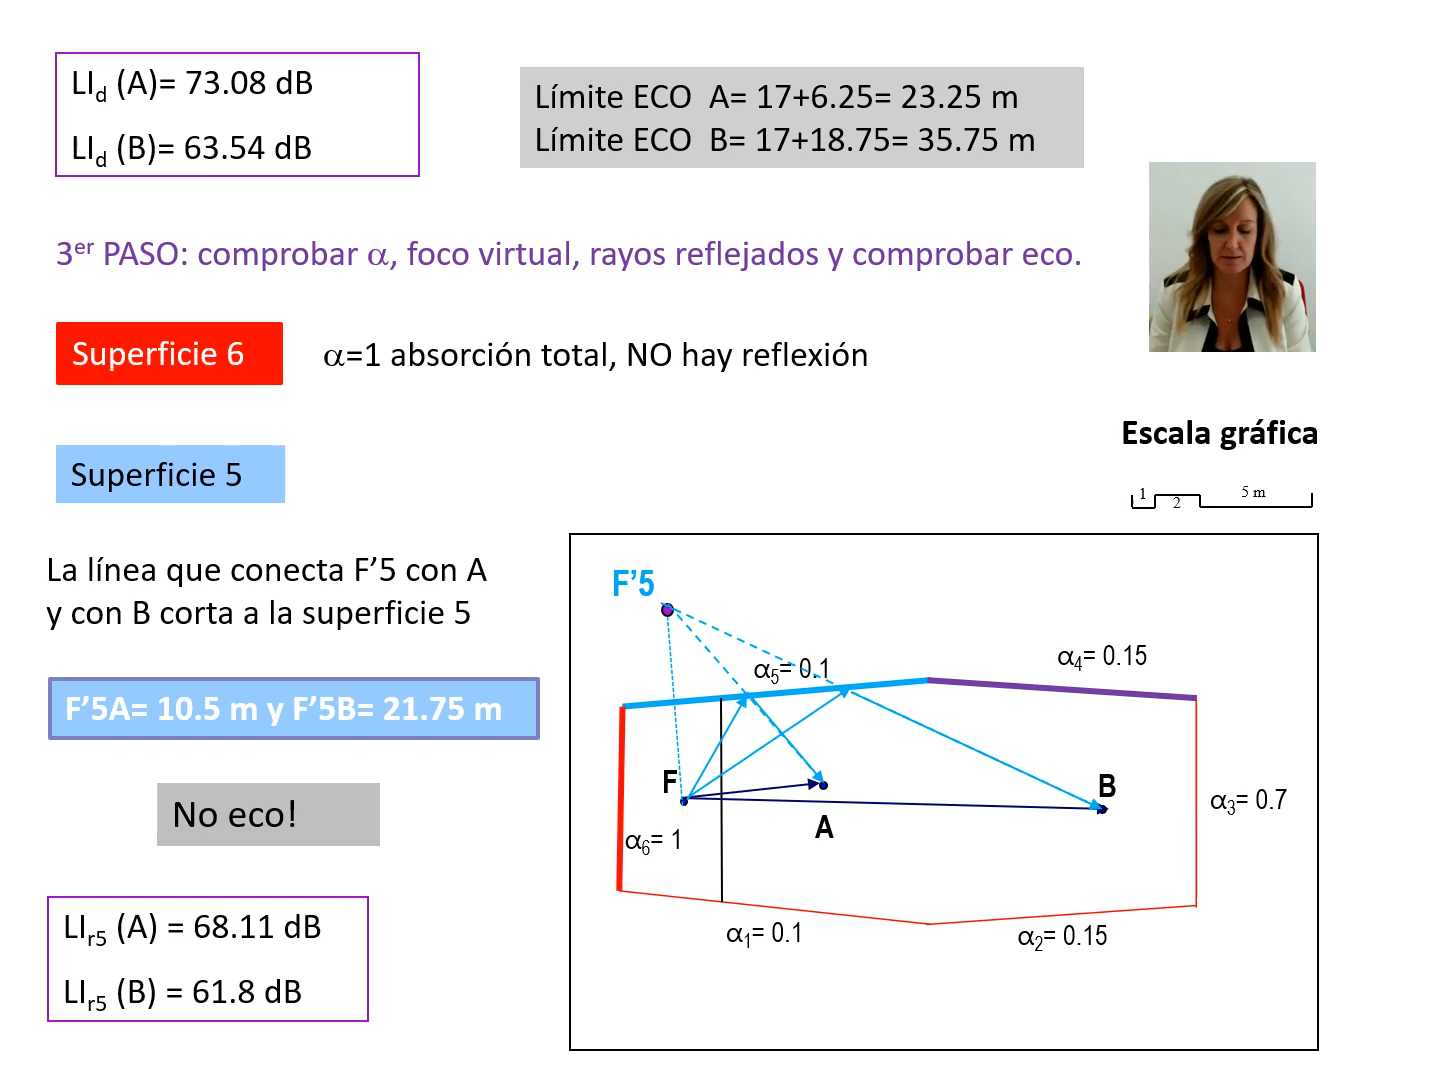 LId (A)= 73.08 dB
LId (B)= 63.54 dB
Límite ECO A= 17+6.25= 23.25 m
Límite ECO B= 17+18.75= 35.75 m
3er PASO: comprobar α, foco virtual, rayos reflejados y comprobar eco.
Superficie 6
α=1 absorción total, NO hay reflexión
Escala gráfica
1 2 5 m
Superficie 5
La línea que conecta F’5 con A
y con B corta a la superficie 5
F’5A= 10.5 m y F’5B= 21.75 m
No eco!
LIr5 (A) = 68.11 dB
LIr5 (B) = 61.8 dB
F’5
α5= 0.1
α4= 0.15
F
A
B
α3= 0.7
α6= 1
α1= 0.1
α2= 0.15